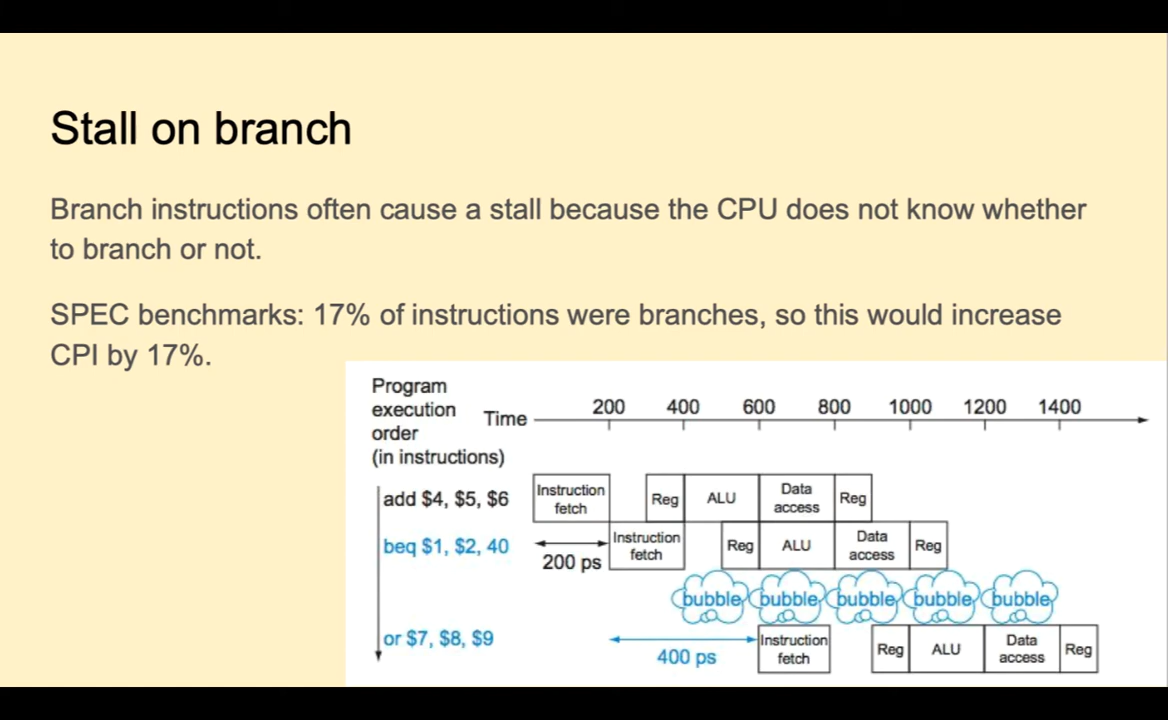 Stall on branch
Branch instructions often cause a stall because the CPU does not know whether
to branch or not.
SPEC benchmarks: 17% of instructions were branches, so this would increase
CPI by 17%.
Program
execution
order
(in instructions)
Time
200 400 600 800 1000 1200 1400
add $4, $5, $6
Instruction
fetch
Reg
ALU
Data
access
Reg
beq $1, $2, 40
200 ps
Instruction
fetch
Reg
ALU
Data
access
Reg
bubble bubble bubble bubble bubble
or $7, $8, $9
400 ps
Instruction
fetch
Reg
ALU
Data
access
Reg